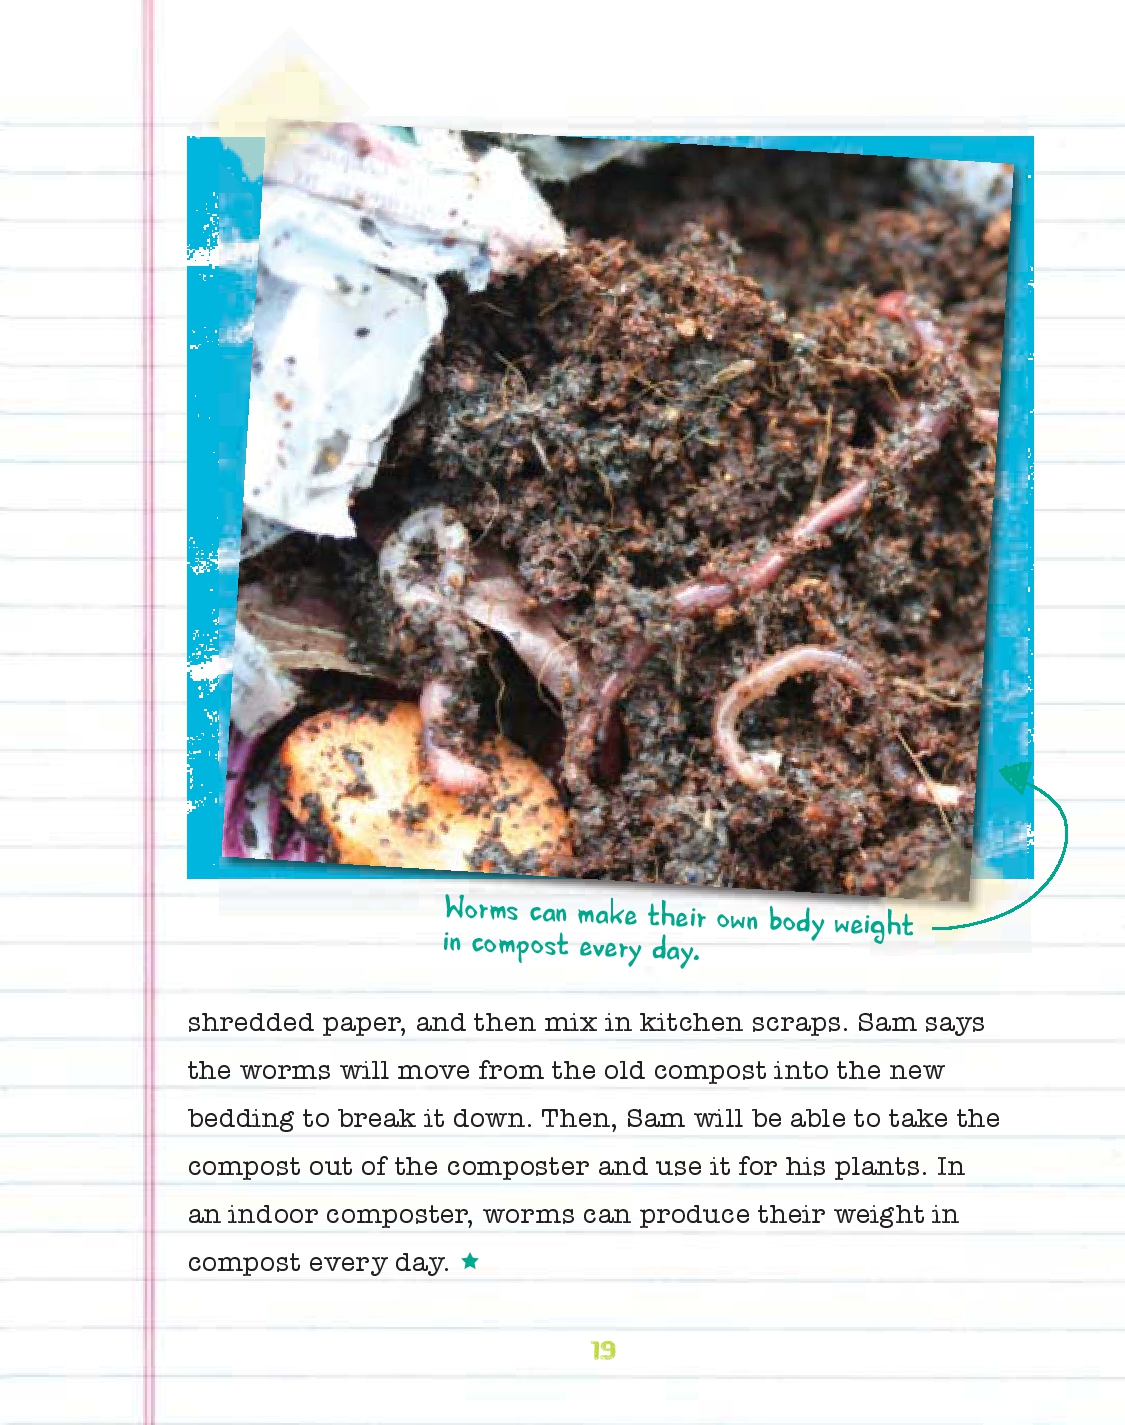 Worms can make their own body weight
in compost every day.
shredded paper, and then mix in kitchen scraps. Sam says
the worms will move from the old compost into the new
bedding to break it down. Then, Sam will be able to take the
compost out of the composter and use it for his plants. In
an indoor composter, worms can produce their weight in
compost every day. ★
19